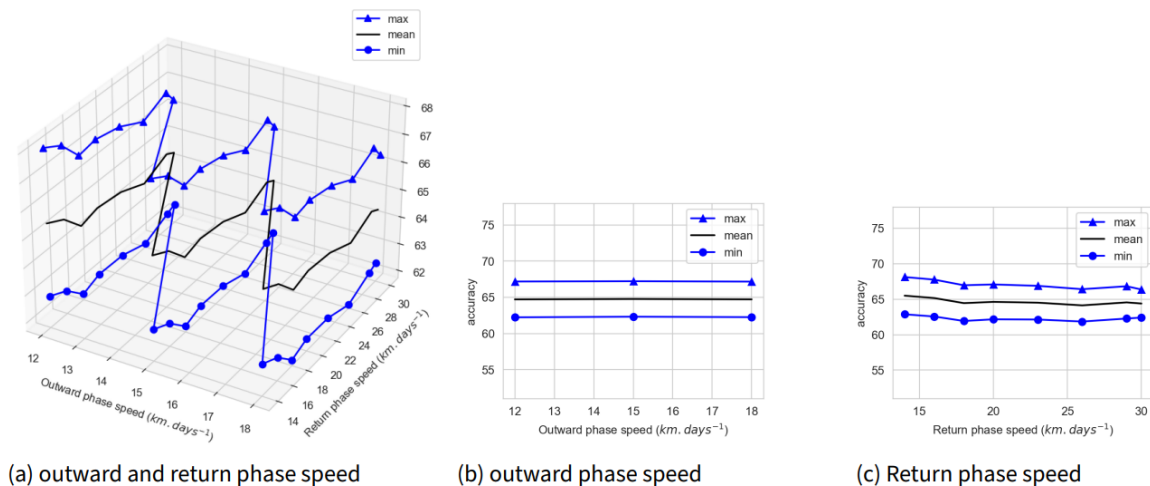 max
mean
min
68
67
66
65
64
63
62
12
13
14
15
16
17
18
Outward phase speed (km.days⁻¹)
14
16
18
20
22
24
26
28
30
Return phase speed (km.days⁻¹)
(a) outward and return phase speed
max
mean
min
75
70
65
60
55
accuracy
12 13 14 15 16 17 18
Outward phase speed (km.days⁻¹)
(b) outward phase speed
max
mean
min
75
70
65
60
55
accuracy
15 20 25 30
Return phase speed (km.days⁻¹)
(c) Return phase speed